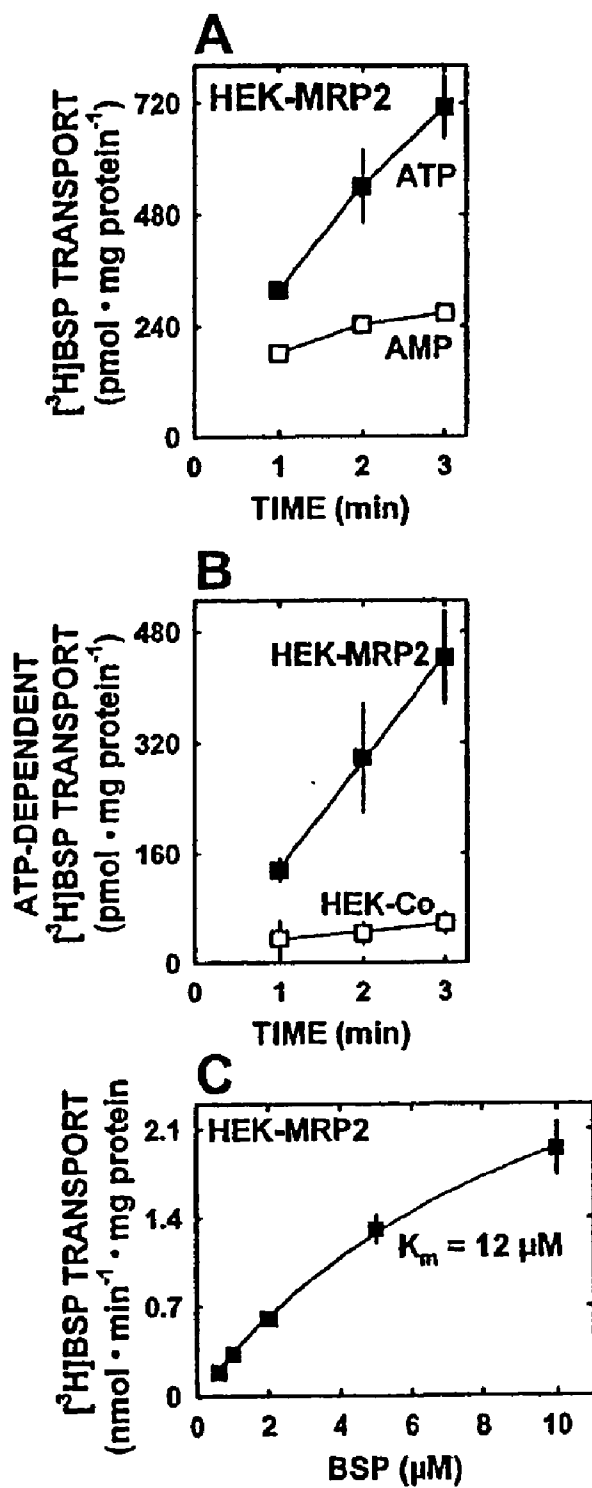 A
HEK-MRP2
[³H]BSP TRANSPORT
(pmol • mg protein⁻¹)
720
480
240
0
ATP
AMP
0 1 2 3
TIME (min)
B
HEK-MRP2
ATP-DEPENDENT
[³H]BSP TRANSPORT
(pmol • mg protein⁻¹)
480
320
160
0
HEK-Co
0 1 2 3
TIME (min)
C
HEK-MRP2
[³H]BSP TRANSPORT
(nmol • min⁻¹ • mg protein
2.1
1.4
0.7
0
Kₘ = 12 µM
0 2 4 6 8 10
BSP (µM)